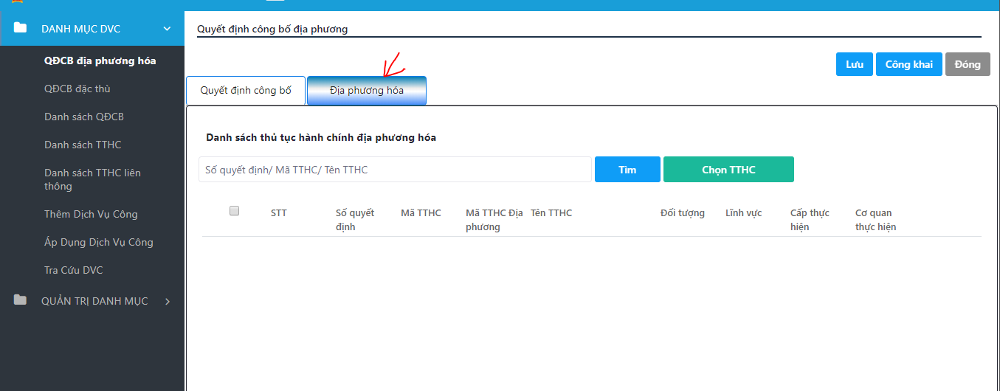 DANH MỤC DVC
QĐCB địa phương hóa
QĐCB đặc thù
Danh sách QĐCB
Danh sách TTHC
Danh sách TTHC liên
thông
Thêm Dịch Vụ Công
Áp Dụng Dịch Vụ Công
Tra Cứu DVC
QUẢN TRỊ DANH MỤC
Quyết định công bố địa phương
Lưu
Công khai
Đóng
Quyết định công bố
Địa phương hóa
Danh sách thủ tục hành chính địa phương hóa
Số quyết định/ Mã TTHC/ Tên TTHC
Tìm
Chọn TTHC
STT
Số quyết
định
Mã TTHC
Mã TTHC Địa
phương
Tên TTHC
Đối tượng
Lĩnh vực
Cấp thực
hiện
Cơ quan
thực hiện